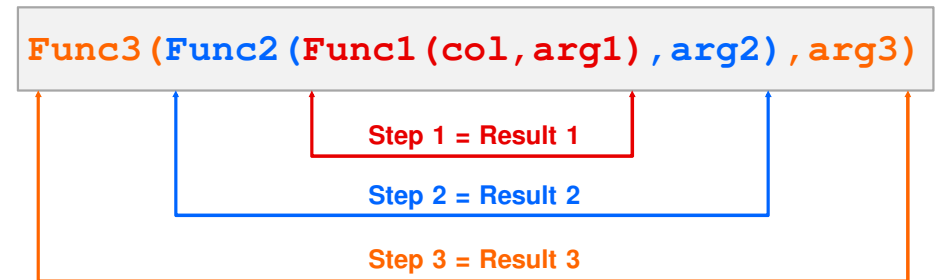 Func3(Func2(Func1(col,arg1),arg2),arg3)
Step 1 = Result 1
Step 2 = Result 2
Step 3 = Result 3